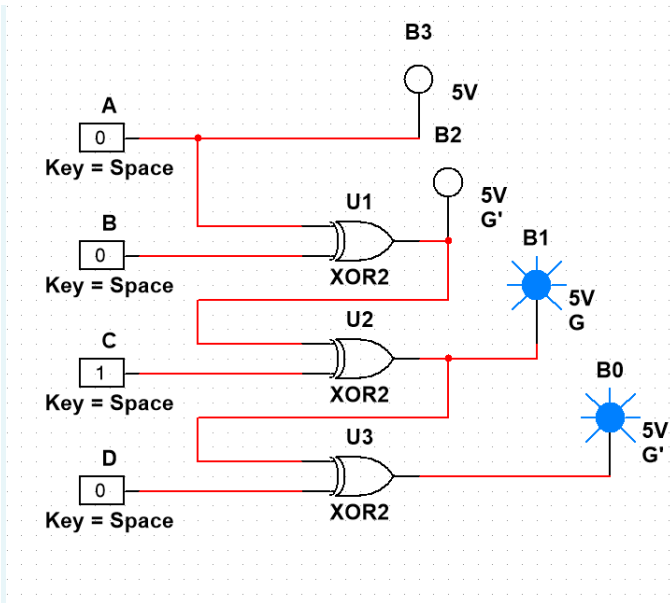 B3
5V
A
0
Key = Space
B2
5V
G'
U1
XOR2
B
0
Key = Space
B1
5V
G
U2
XOR2
C
1
Key = Space
B0
5V
G'
U3
XOR2
D
0
Key = Space